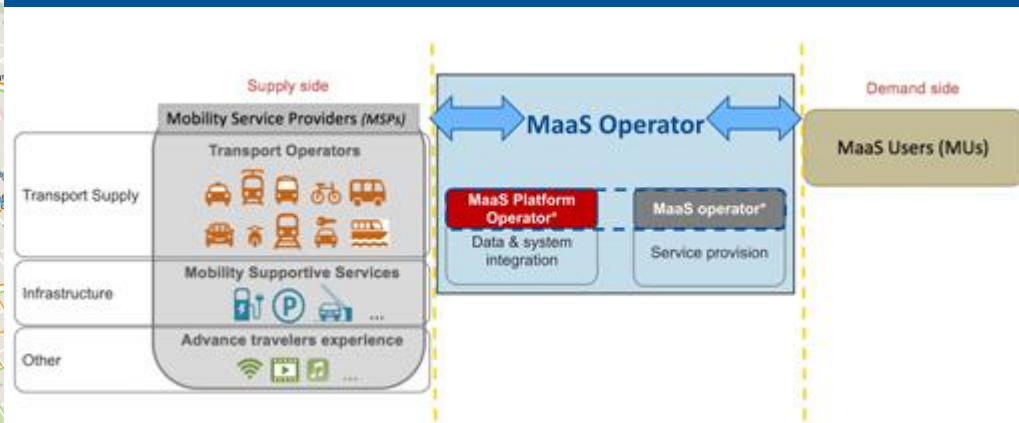 Supply side
Mobility Service Providers (MSPs)
Transport Operators
Transport Supply
Mobility Supportive Services
Infrastructure
P
...
Advance travelers experience
Other
...
MaaS Operator
MaaS Platform
Operator*
Data & system
integration
MaaS operator*
Service provision
Demand side
MaaS Users (MUs)